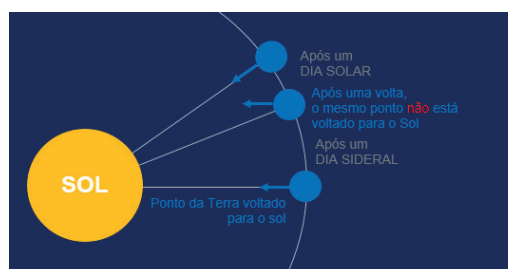 Após um
DIA SOLAR
Após uma volta,
o mesmo ponto não está
voltado para o Sol
Após um
DIA SIDERAL
SOL
Ponto da Terra voltado
para o sol